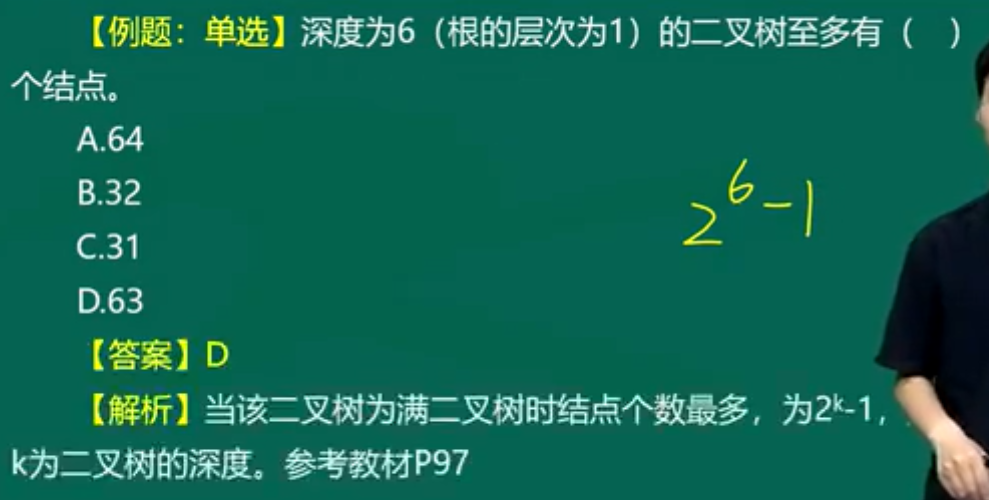 【例题：单选】深度为6（根的层次为1）的二叉树至多有（ ）
个结点。
A.64
B.32
C.31
D.63
2⁶-1
【答案】D
【解析】当该二叉树为满二叉树时结点个数最多，为2ᵏ-1，
k为二叉树的深度。参考教材P97